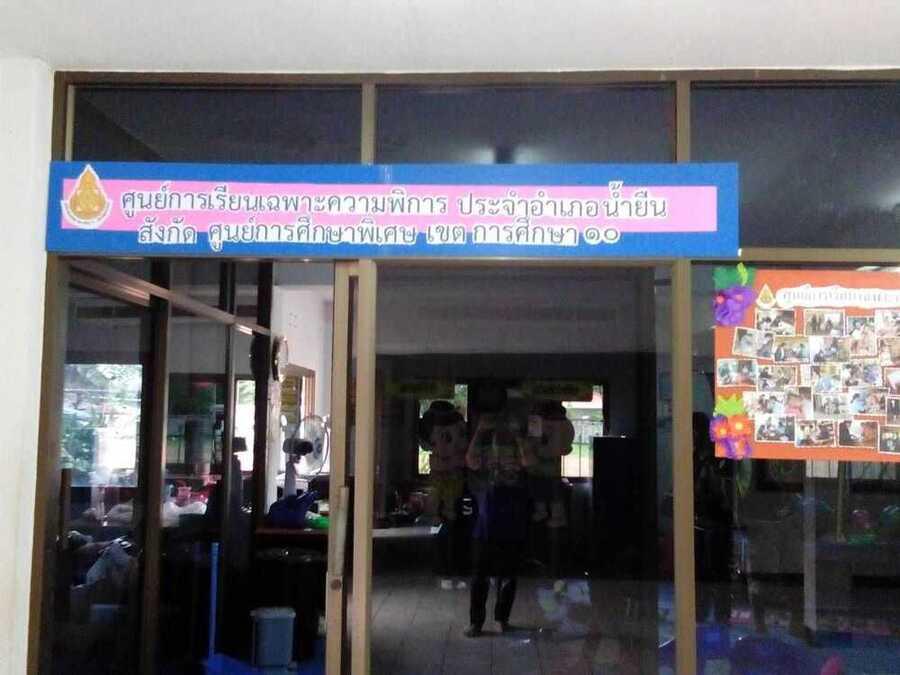 ศูนย์การเรียนเฉพาะความพิการ ประจำอำเภอ น้ำยืน
สังกัด ศูนย์การศึกษาพิเศษ เขต การศึกษา ๑๐